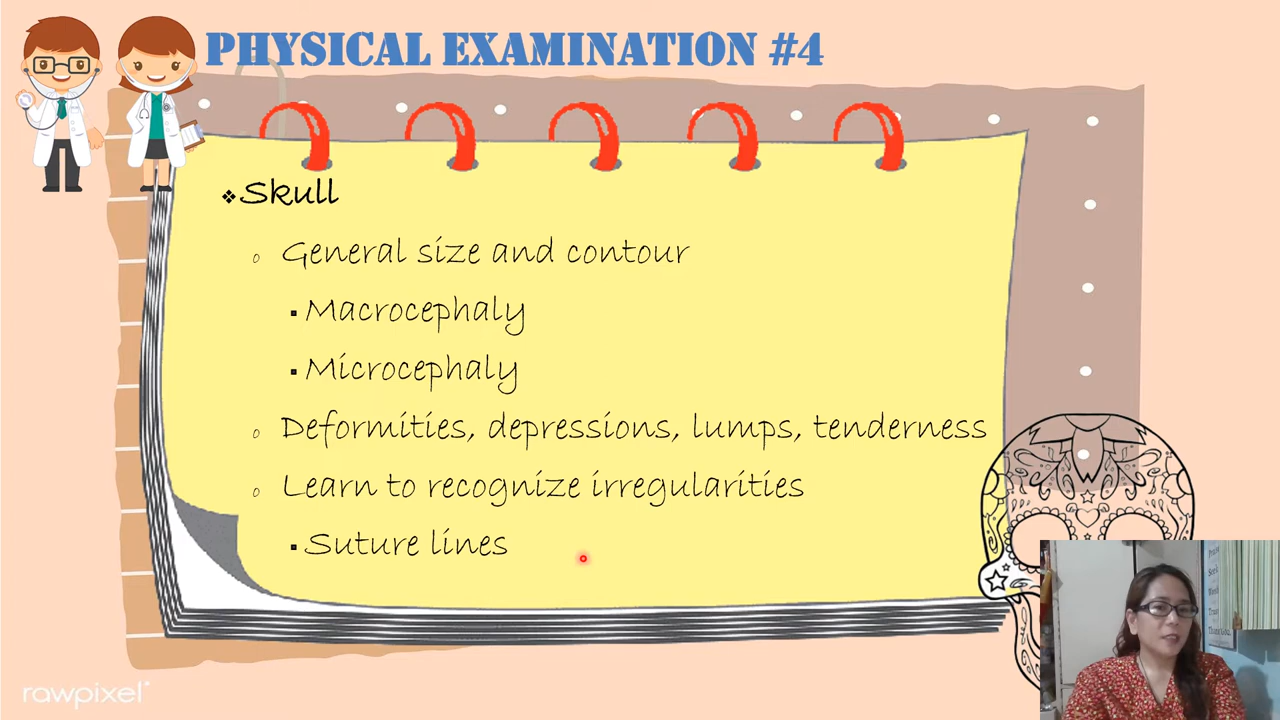 PHYSICAL EXAMINATION #4
❖Skull
o General size and contour
▪ Macrocephaly
▪ Microcephaly
o Deformities, depressions, lumps, tenderness
o Learn to recognize irregularities
▪ Suture lines
rawpixel